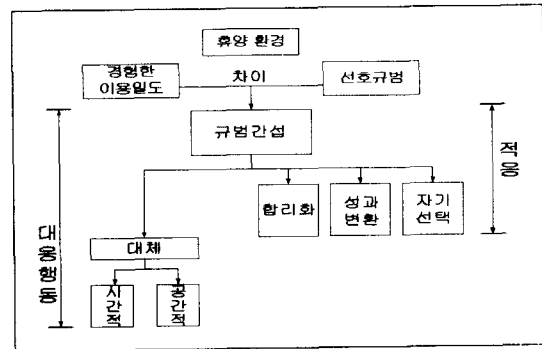 휴양 환경
경험한
이용밀도
차이
선호규범
규범간섭
적응
합리화
성과
변환
자기
선택
대응행동
대체
시간적
공간적